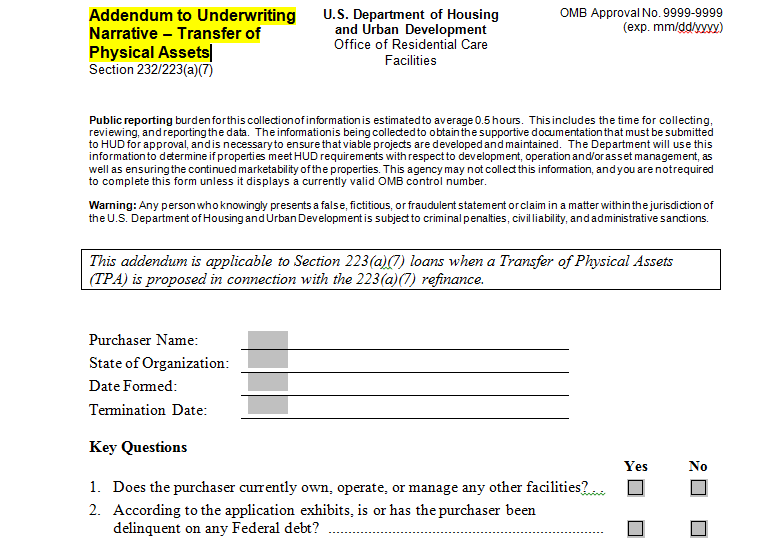 Addendum to Underwriting
Narrative – Transfer of
Physical Assets
Section 232/223(a)(7)
U.S. Department of Housing
and Urban Development
Office of Residential Care
Facilities
OMB Approval No. 9999-9999
(exp. mm/dd/yyyy)
Public reporting burden for this collection of information is estimated to average 0.5 hours. This includes the time for collecting,
reviewing, and reporting the data. The information is being collected to obtain the supportive documentation that must be submitted
to HUD for approval, and is necessary to ensure that viable projects are developed and maintained. The Department will use this
information to determine if properties meet HUD requirements with respect to development, operation and/or asset management, as
well as ensuring the continued marketability of the properties. This agency may not collect this information, and you are not required
to complete this form unless it displays a currently valid OMB control number.
Warning: Any person who knowingly presents a false, fictitious, or fraudulent statement or claim in a matter within the jurisdiction of
the U.S. Department of Housing and Urban Development is subject to criminal penalties, civil liability, and administrative sanctions.
This addendum is applicable to Section 223(a)(7) loans when a Transfer of Physical Assets
(TPA) is proposed in connection with the 223(a)(7) refinance.
Purchaser Name:
State of Organization:
Date Formed:
Termination Date:
Key Questions
Yes No
1. Does the purchaser currently own, operate, or manage any other facilities? ..
2. According to the application exhibits, is or has the purchaser been
delinquent on any Federal debt? ......................................................................